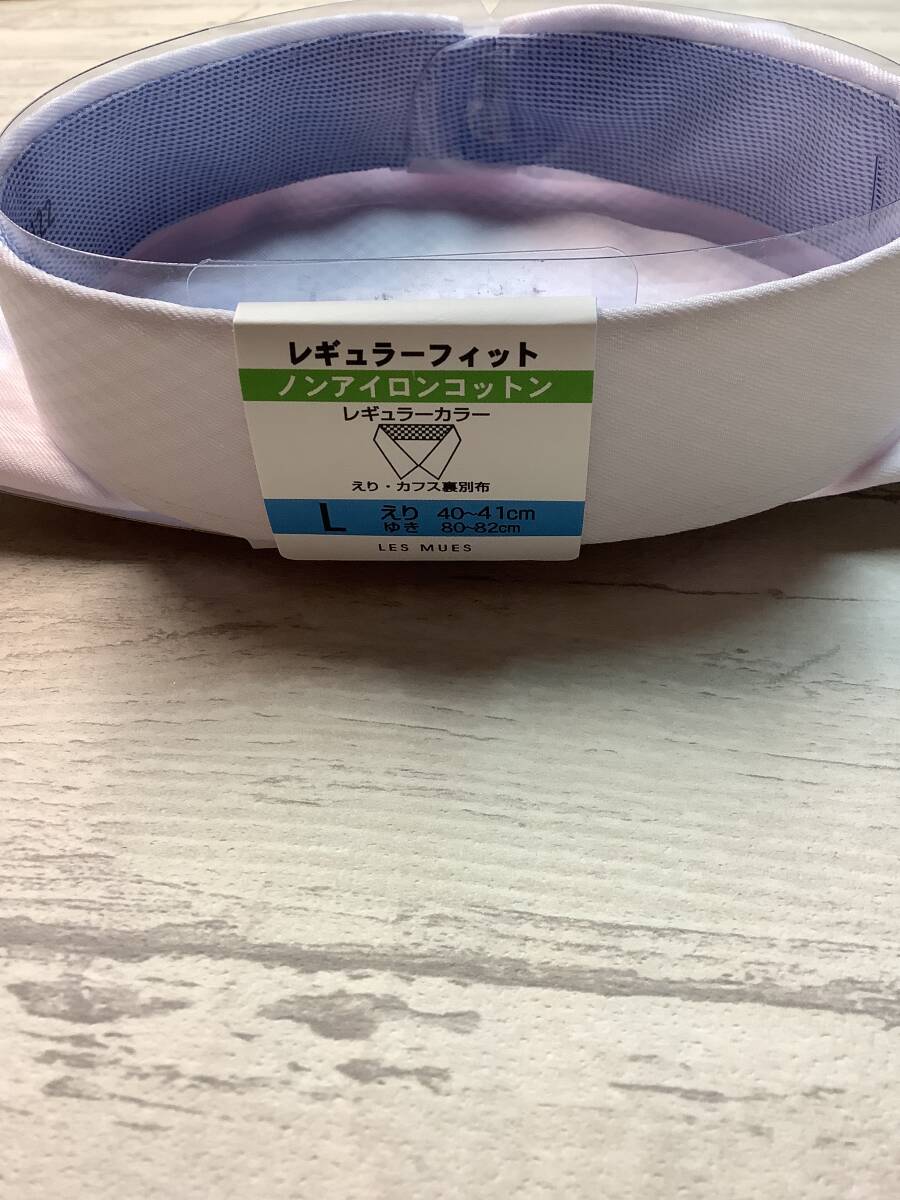 レギュラーフィット
ノンアイロンコットン
レギュラーカラー
えり・カフス裏別布
L えり 40~41cm
ゆき 80~82cm
LES MUES